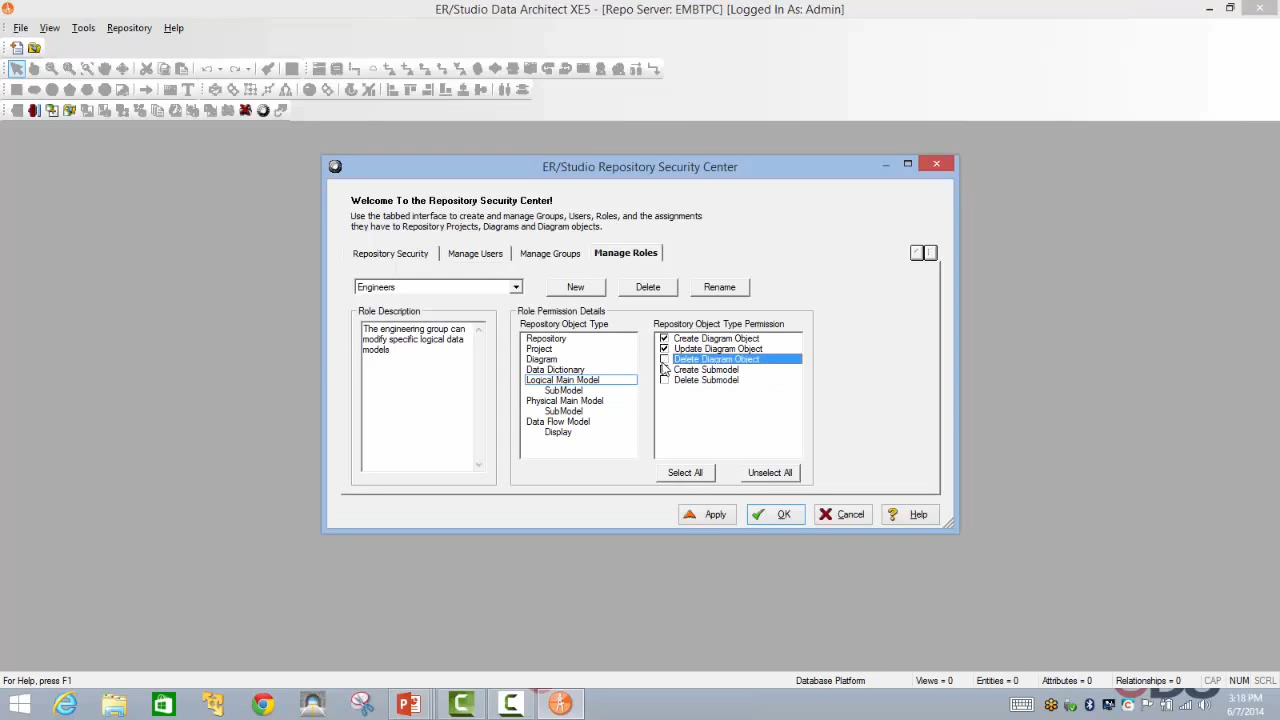 ER/Studio Data Architect XE5 - [Repo Server: EMBTPC] [Logged In As: Admin]
File View Tools Repository Help
ER/Studio Repository Security Center
Welcome To the Repository Security Center!
Use the tabbed interface to create and manage Groups, Users, Roles, and the assignments
they have to Repository Projects, Diagrams and Diagram objects.
Repository Security Manage Users Manage Groups Manage Roles
Engineers New Delete Rename
Role Description
The engineering group can
modify specific logical data
models
Role Permission Details
Repository Object Type
Repository
Project
Diagram
Data Dictionary
Logical Main Model
SubModel
Physical Main Model
SubModel
Data Flow Model
Display
Repository Object Type Permission
Create Diagram Object
Update Diagram Object
Delete Diagram Object
Create Submodel
Delete Submodel
Select All Unselect All
Apply OK Cancel Help
For Help, press F1 Database Platform Views = 0 Entities = 0 Attributes = 0 Relationships = 0 CAP NUM SCRL
3:18 PM
6/7/2014